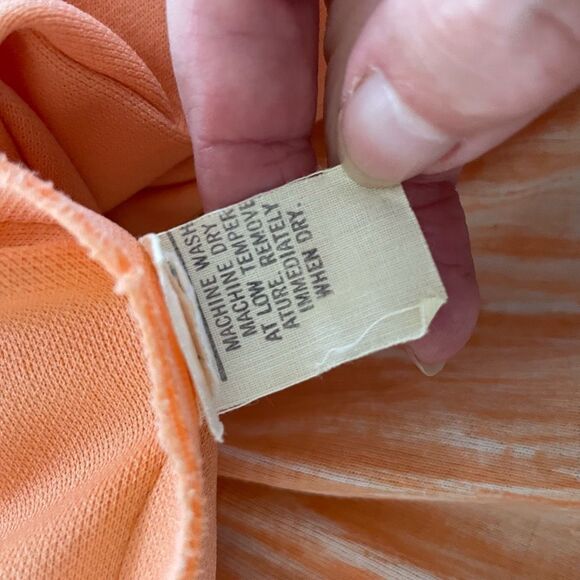 MACHINE WASH
MACHINE DRY
AT LOW TEMPER
ATURE. REMOVE
IMMEDIATELY
WHEN DRY.